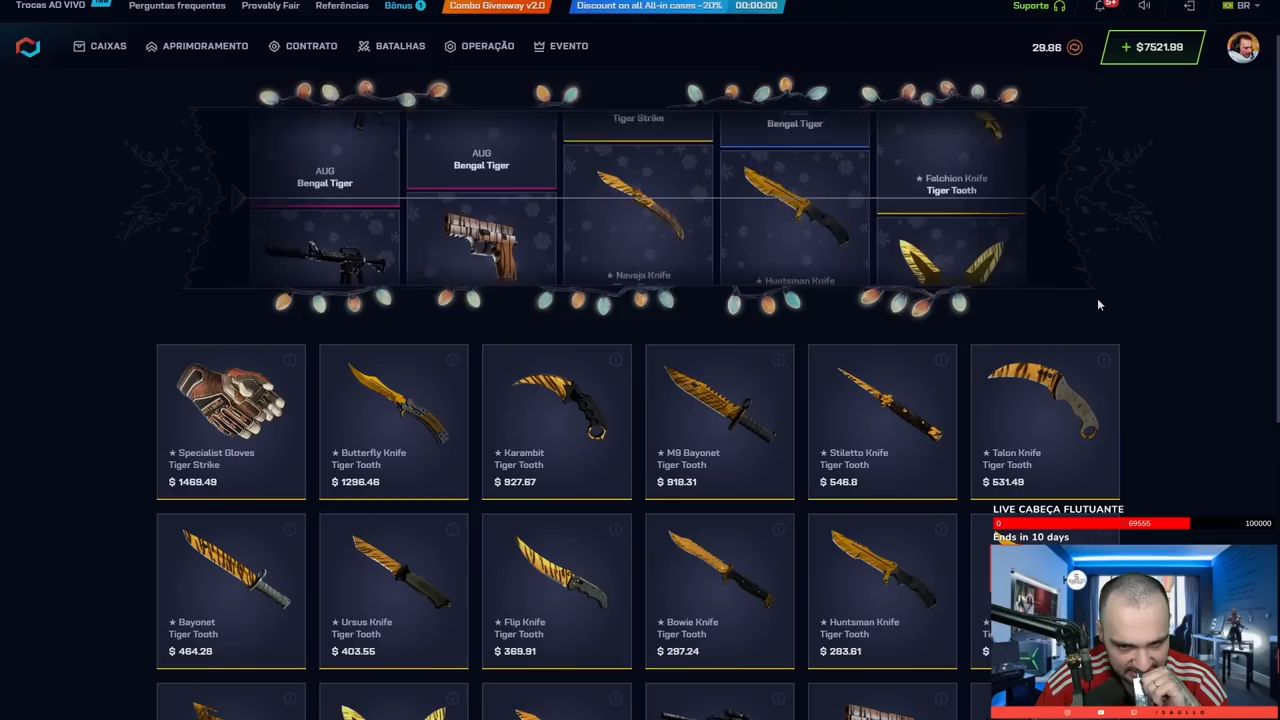 Trocas AO VIVO new Perguntas frequentes Provably Fair Referências Bônus 1 Combo Giveaway v2.0 Discount on all All-in cases -20% 00:00:00 Suporte 5+ BR
CAIXAS APRIMORAMENTO CONTRATO BATALHAS OPERAÇÃO EVENTO 29.86 + $7521.99
AUG
Bengal Tiger
AUG
Bengal Tiger
Tiger Strike
★ Navaja Knife
Bengal Tiger
★ Huntsman Knife
★ Falchion Knife
Tiger Tooth
★ Specialist Gloves
Tiger Strike
$ 1469.49
★ Butterfly Knife
Tiger Tooth
$ 1296.46
★ Karambit
Tiger Tooth
$ 927.67
★ M9 Bayonet
Tiger Tooth
$ 918.31
★ Stiletto Knife
Tiger Tooth
$ 546.8
★ Talon Knife
Tiger Tooth
$ 531.49
★ Bayonet
Tiger Tooth
$ 464.28
★ Ursus Knife
Tiger Tooth
$ 403.55
★ Flip Knife
Tiger Tooth
$ 369.91
★ Bowie Knife
Tiger Tooth
$ 297.24
★ Huntsman Knife
Tiger Tooth
$ 283.61
LIVE CABEÇA FLUTUANTE
0 69555 100000
Ends in 10 days
/SAULLO